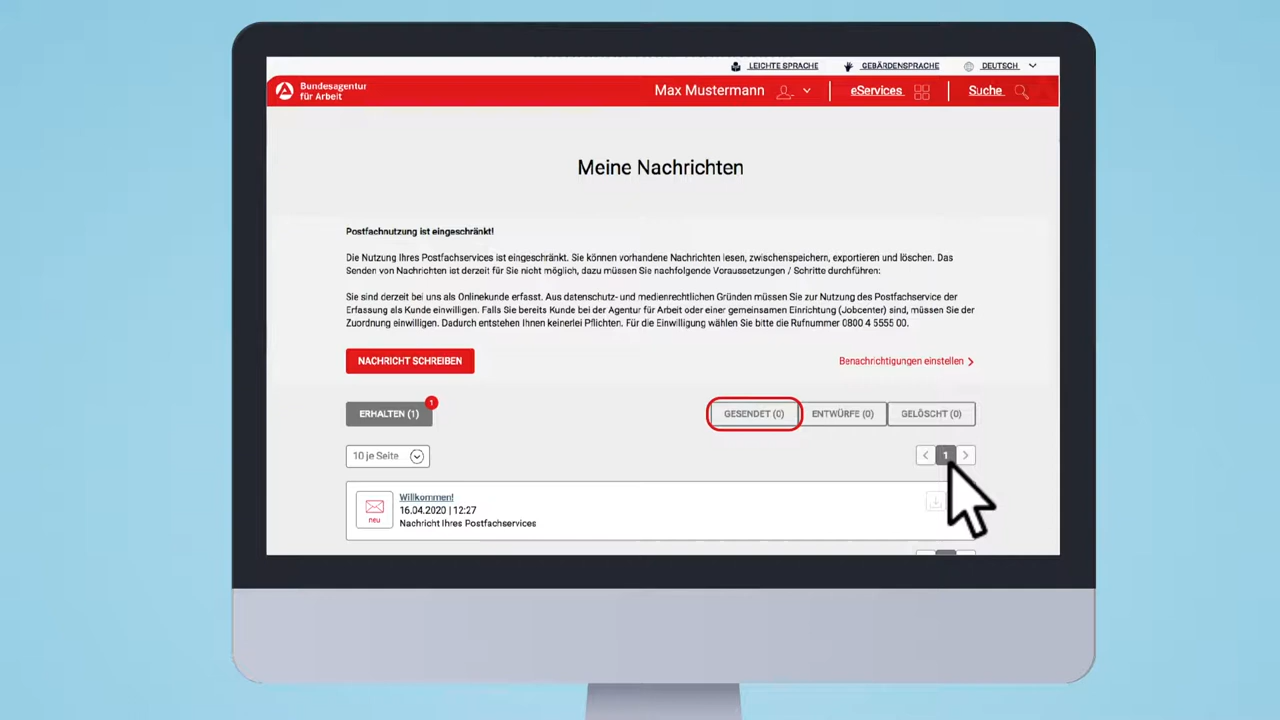 LEICHTE SPRACHE GEBÄRDENSPRACHE DEUTSCH
Bundesagentur
für Arbeit
Max Mustermann eServices Suche
Meine Nachrichten
Postfachnutzung ist eingeschränkt!
Die Nutzung Ihres Postfachservices ist eingeschränkt. Sie können vorhandene Nachrichten lesen, zwischenspeichern, exportieren und löschen. Das
Senden von Nachrichten ist derzeit für Sie nicht möglich, dazu müssen Sie nachfolgende Voraussetzungen / Schritte durchführen:
Sie sind derzeit bei uns als Onlinekunde erfasst. Aus datenschutz- und medienrechtlichen Gründen müssen Sie zur Nutzung des Postfachservice der
Erfassung als Kunde einwilligen. Falls Sie bereits Kunde bei der Agentur für Arbeit oder einer gemeinsamen Einrichtung (Jobcenter) sind, müssen Sie der
Zuordnung einwilligen. Dadurch entstehen Ihnen keinerlei Pflichten. Für die Einwilligung wählen Sie bitte die Rufnummer 0800 4 5555 00.
NACHRICHT SCHREIBEN Benachrichtigungen einstellen
ERHALTEN (1) 1 GESENDET (0) ENTWÜRFE (0) GELÖSCHT (0)
10 je Seite 1
Willkommen!
16.04.2020 | 12:27
neu
Nachricht Ihres Postfachservices